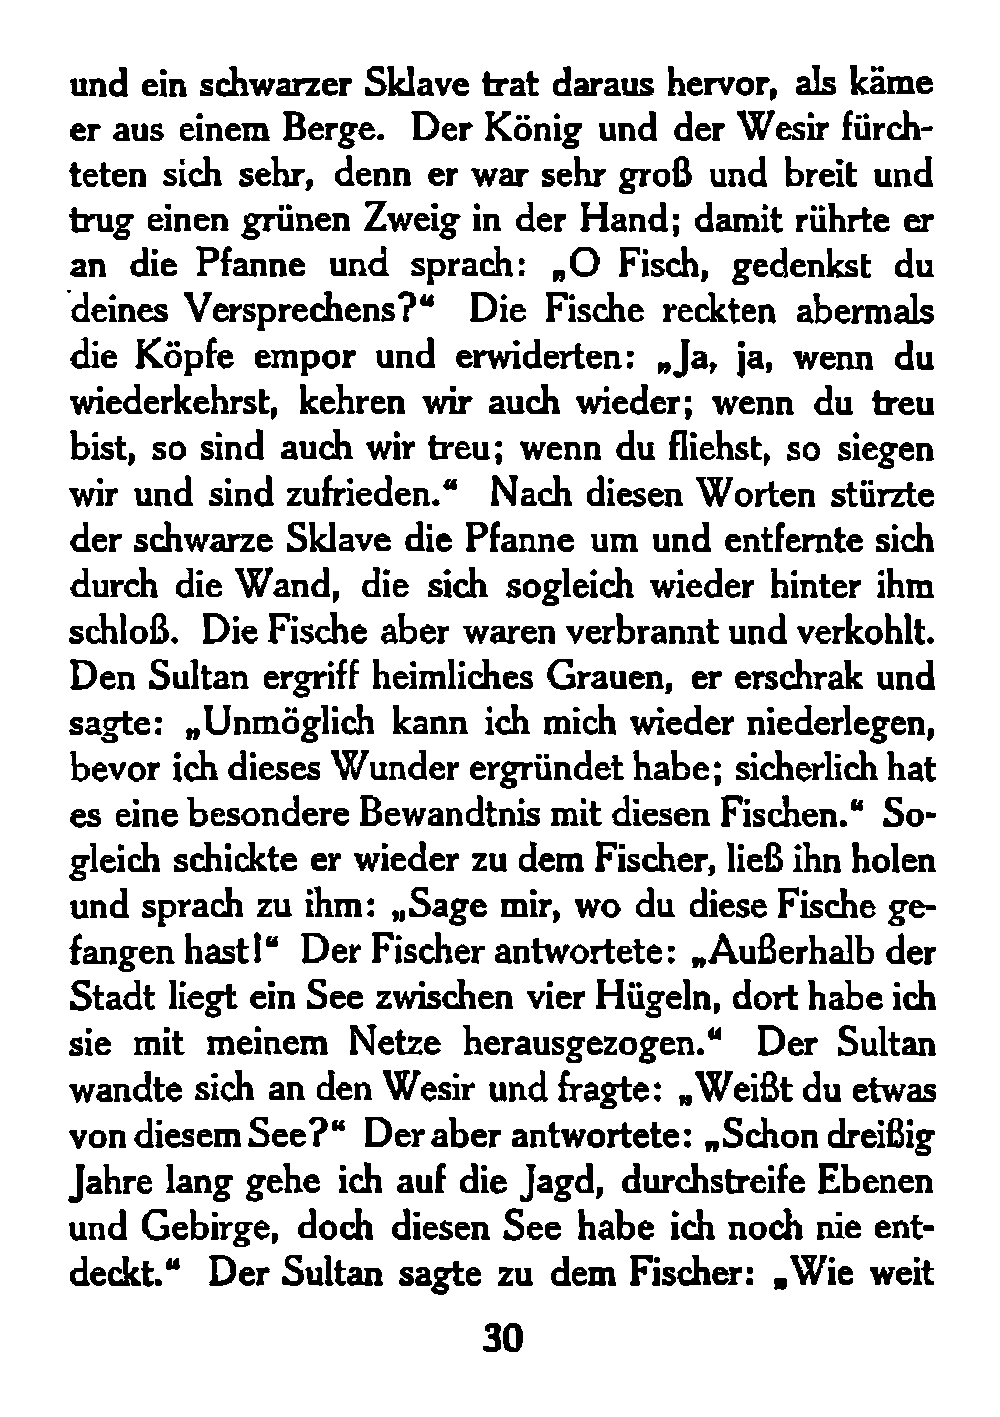 und ein schwarzer Sklave trat daraus hervor, als käme
er aus einem Berge. Der König und der Wesir fürch-
teten sich sehr, denn er war sehr groß und breit und
trug einen grünen Zweig in der Hand; damit rührte er
an die Pfanne und sprach: „O Fisch, gedenkst du
deines Versprechens?“ Die Fische reckten abermals
die Köpfe empor und erwiderten: „Ja, ja, wenn du
wiederkehrst, kehren wir auch wieder; wenn du treu
bist, so sind auch wir treu; wenn du fliehst, so siegen
wir und sind zufrieden.“ Nach diesen Worten stürzte
der schwarze Sklave die Pfanne um und entfernte sich
durch die Wand, die sich sogleich wieder hinter ihm
schloß. Die Fische aber waren verbrannt und verkohlt.
Den Sultan ergriff heimliches Grauen, er erschrak und
sagte: „Unmöglich kann ich mich wieder niederlegen,
bevor ich dieses Wunder ergründet habe; sicherlich hat
es eine besondere Bewandtnis mit diesen Fischen.“ So-
gleich schickte er wieder zu dem Fischer, ließ ihn holen
und sprach zu ihm: „Sage mir, wo du diese Fische ge-
fangen hast!“ Der Fischer antwortete: „Außerhalb der
Stadt liegt ein See zwischen vier Hügeln, dort habe ich
sie mit meinem Netze herausgezogen.“ Der Sultan
wandte sich an den Wesir und fragte: „Weißt du etwas
von diesem See?“ Der aber antwortete: „Schon dreißig
Jahre lang gehe ich auf die Jagd, durchstreife Ebenen
und Gebirge, doch diesen See habe ich noch nie ent-
deckt.“ Der Sultan sagte zu dem Fischer: „Wie weit
30